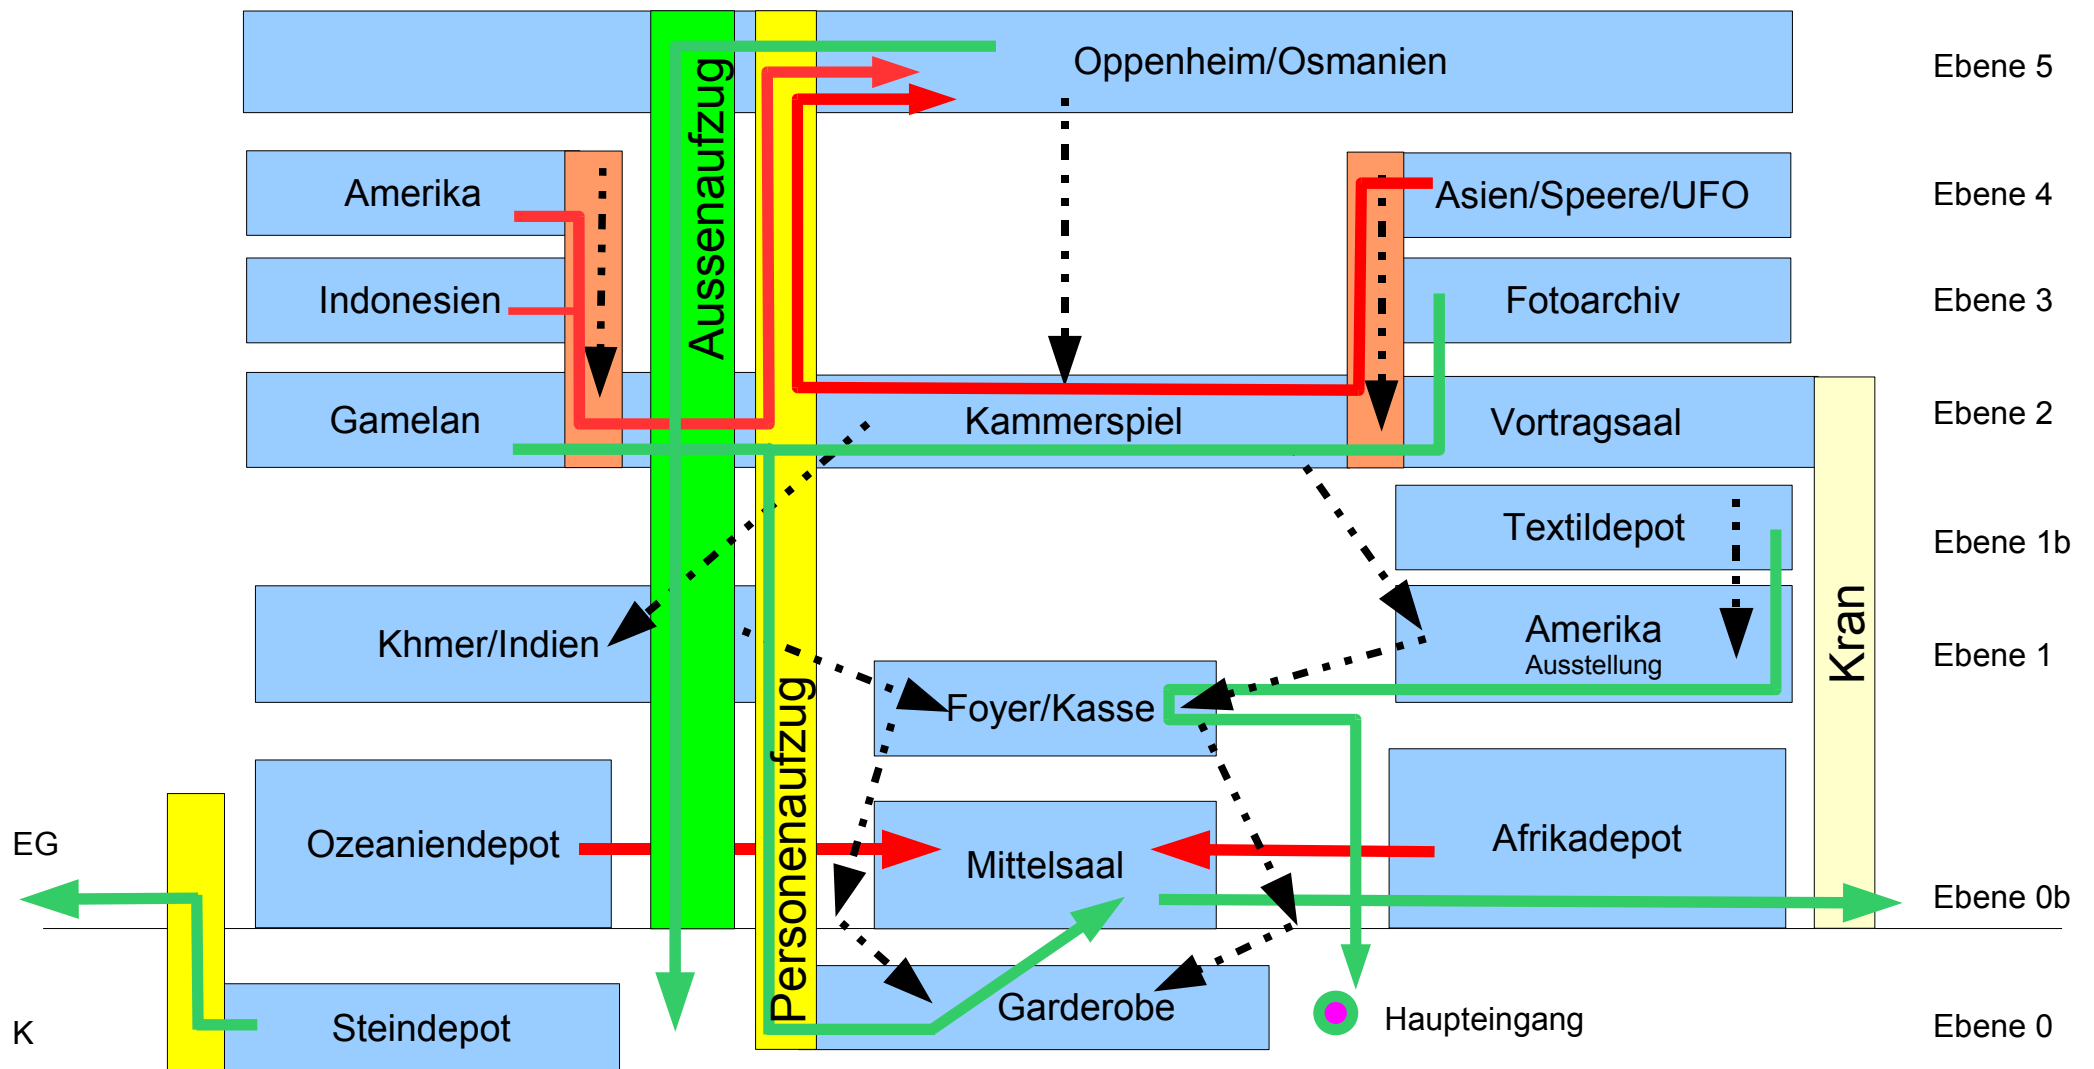 Oppenheim/Osmanien
Ebene 5
Aussenaufzug
Amerika
Asien/Speere/UFO
Ebene 4
Indonesien
Fotoarchiv
Ebene 3
Gamelan
Kammerspiel
Vortragsaal
Ebene 2
Textildepot
Ebene 1b
Khmer/Indien
Amerika
Ausstellung
Kran
Ebene 1
Foyer/Kasse
Personenaufzug
EG
Ozeaniendepot
Mittelsaal
Afrikadepot
Ebene 0b
K
Steindepot
Garderobe
Haupteingang
Ebene 0